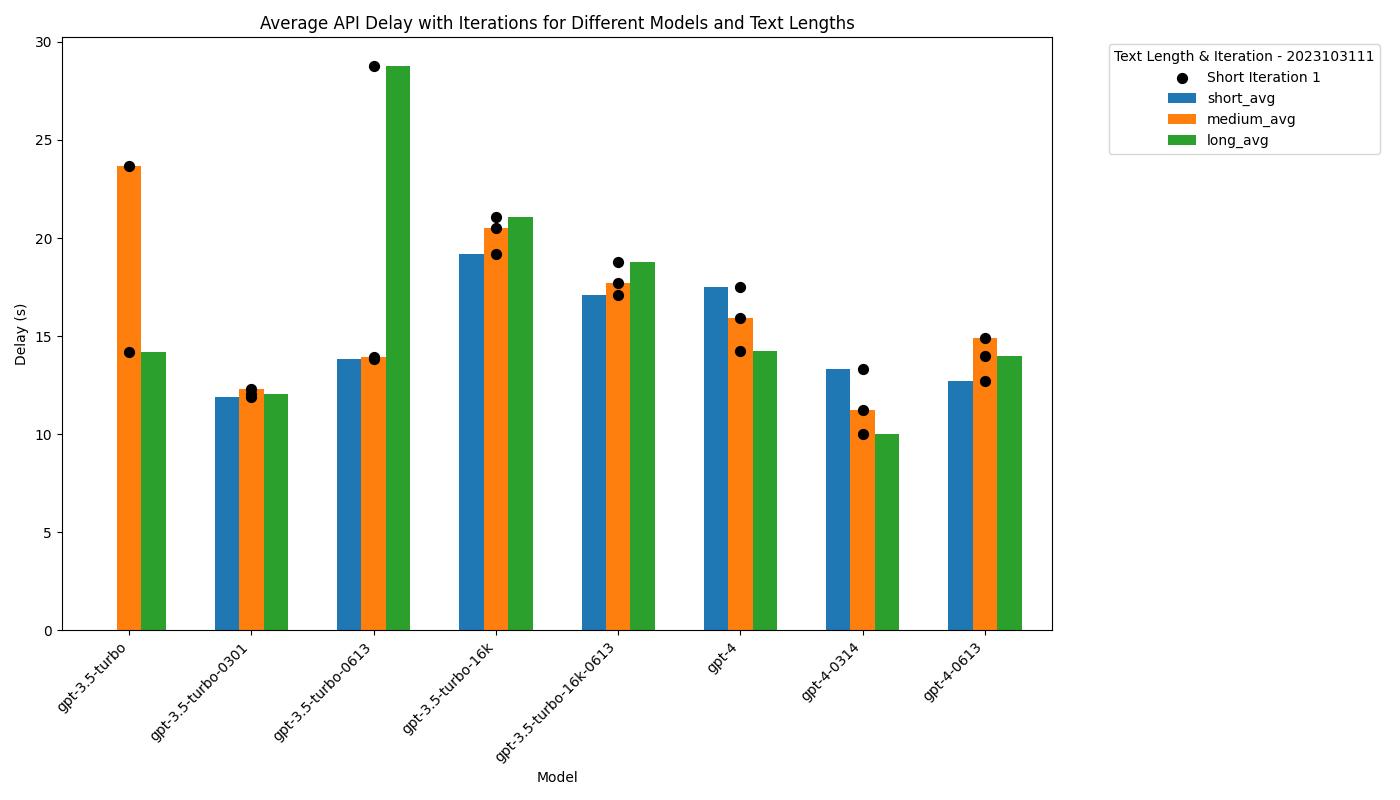 Average API Delay with Iterations for Different Models and Text Lengths
Text Length & Iteration - 2023103111
Short Iteration 1
short_avg
medium_avg
long_avg
Delay (s)
30
25
20
15
10
5
0
gpt-3.5-turbo
gpt-3.5-turbo-0301
gpt-3.5-turbo-0613
gpt-3.5-turbo-16k
gpt-3.5-turbo-16k-0613
gpt-4
gpt-4-0314
gpt-4-0613
Model